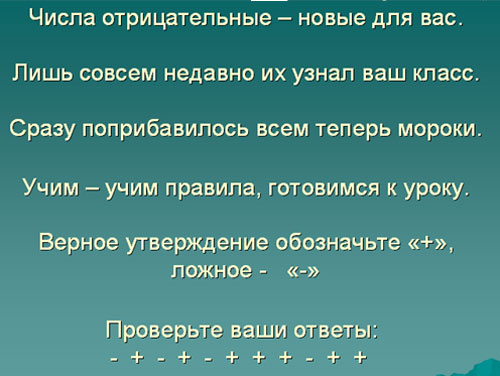 Числа отрицательные – новые для вас.
Лишь совсем недавно их узнал ваш класс.
Сразу поприбавилось всем теперь мороки.
Учим – учим правила, готовимся к уроку.
Верное утверждение обозначьте «+»,
ложное - «-»
Проверьте ваши ответы:
- + - + - + + + - + +